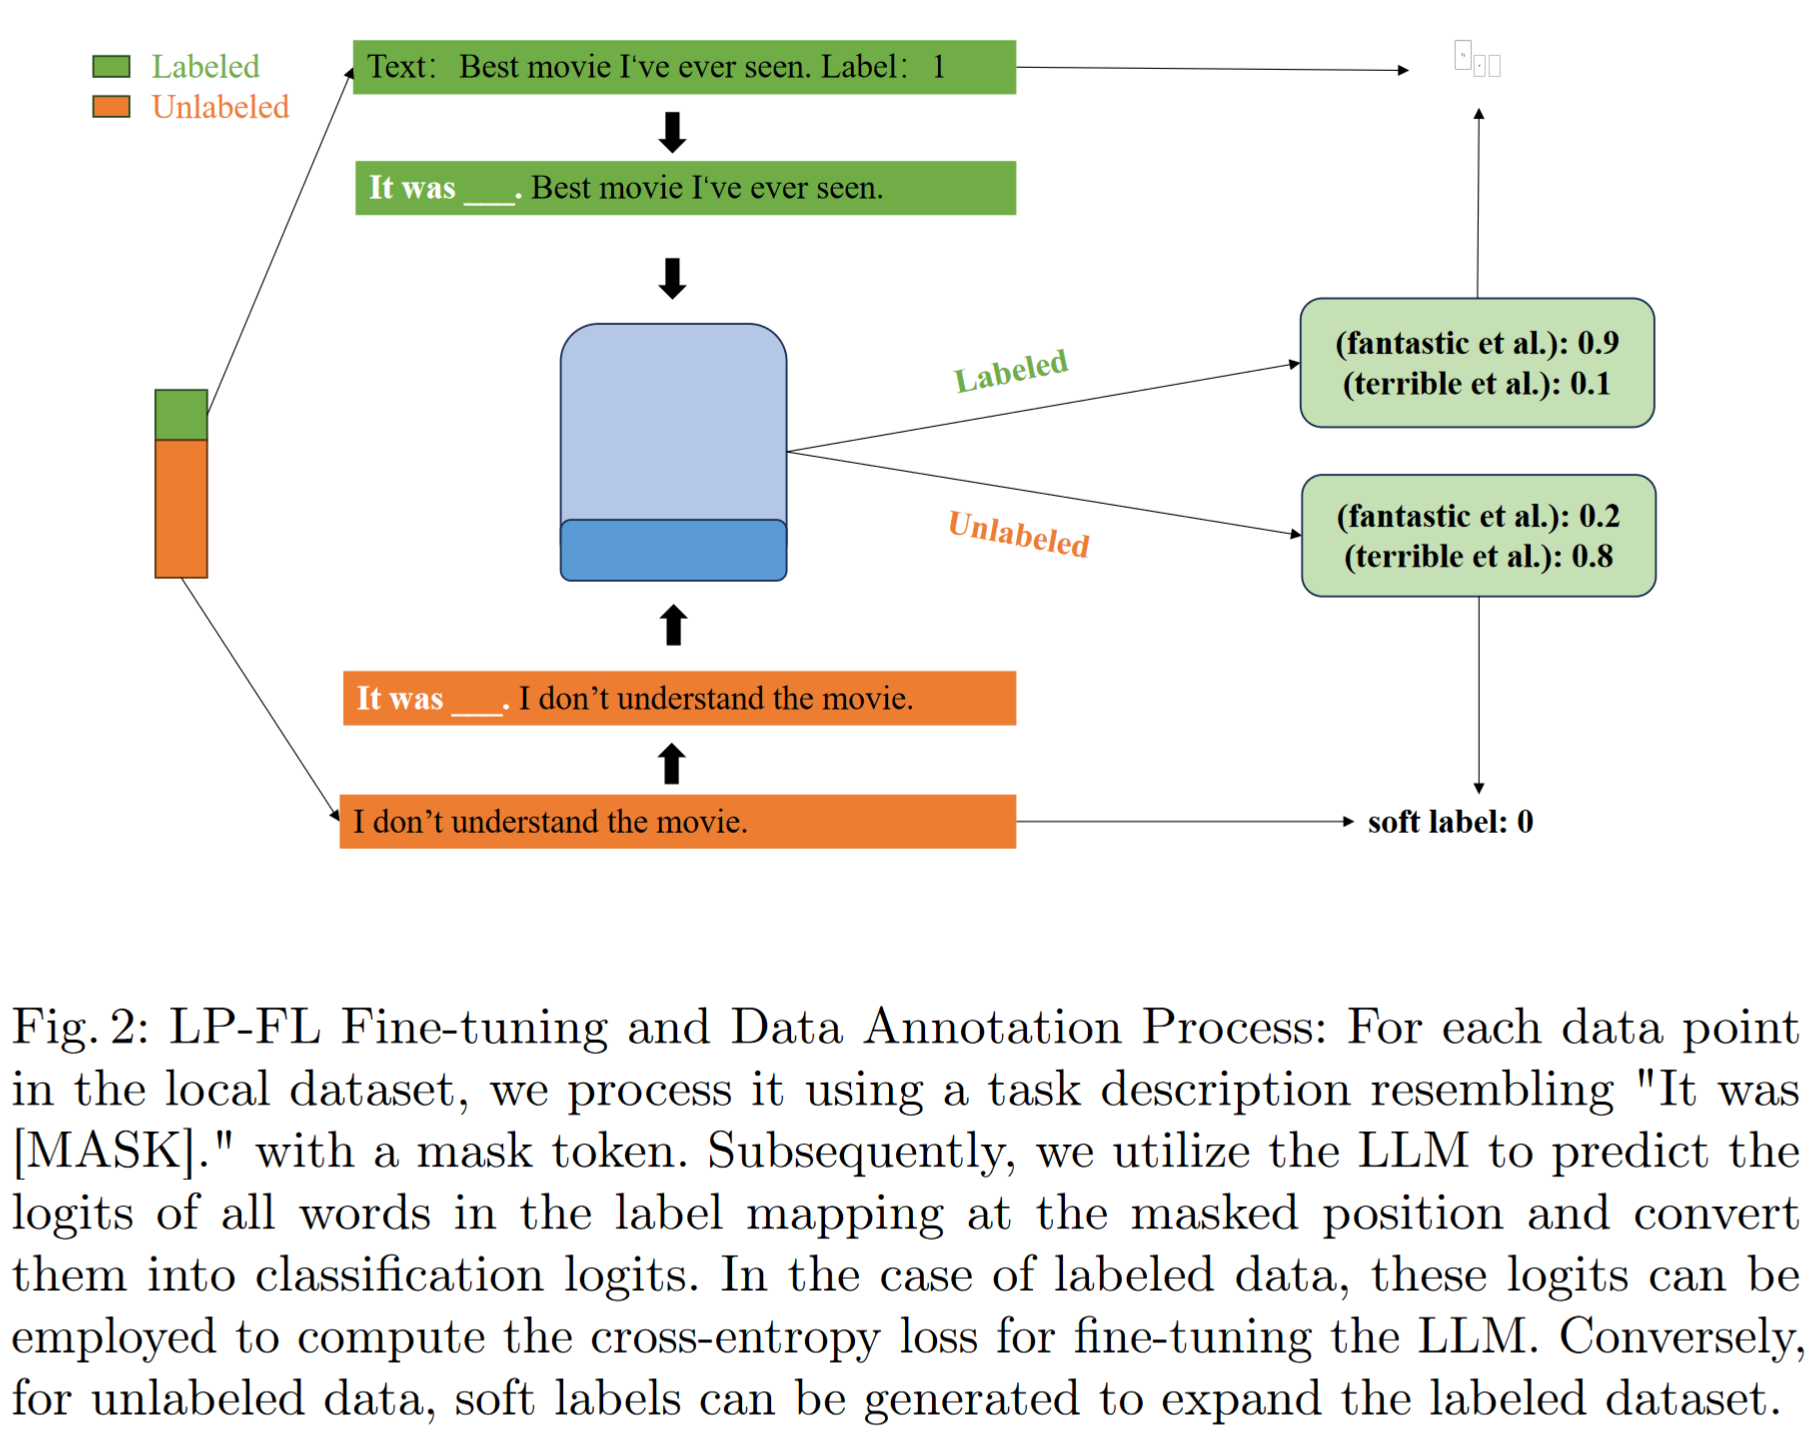 Labeled
Unlabeled
Text： Best movie I‘ve ever seen. Label： 1
It was ___. Best movie I‘ve ever seen.
Labeled
(fantastic et al.): 0.9
(terrible et al.): 0.1
Unlabeled
(fantastic et al.): 0.2
(terrible et al.): 0.8
It was ___. I don’t understand the movie.
I don’t understand the movie.
soft label: 0
Fig. 2: LP-FL Fine-tuning and Data Annotation Process: For each data point
in the local dataset, we process it using a task description resembling "It was
[MASK]." with a mask token. Subsequently, we utilize the LLM to predict the
logits of all words in the label mapping at the masked position and convert
them into classification logits. In the case of labeled data, these logits can be
employed to compute the cross-entropy loss for fine-tuning the LLM. Conversely,
for unlabeled data, soft labels can be generated to expand the labeled dataset.